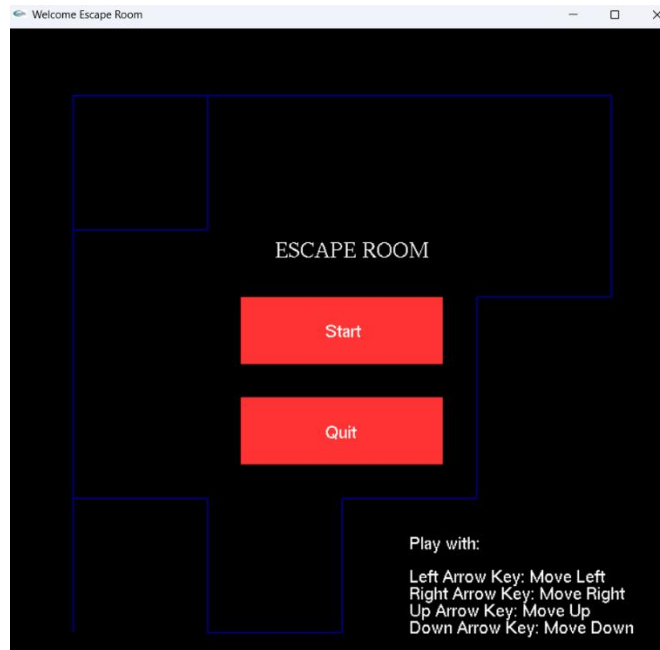 Welcome Escape Room
ESCAPE ROOM
Start
Quit
Play with:
Left Arrow Key: Move Left
Right Arrow Key: Move Right
Up Arrow Key: Move Up
Down Arrow Key: Move Down